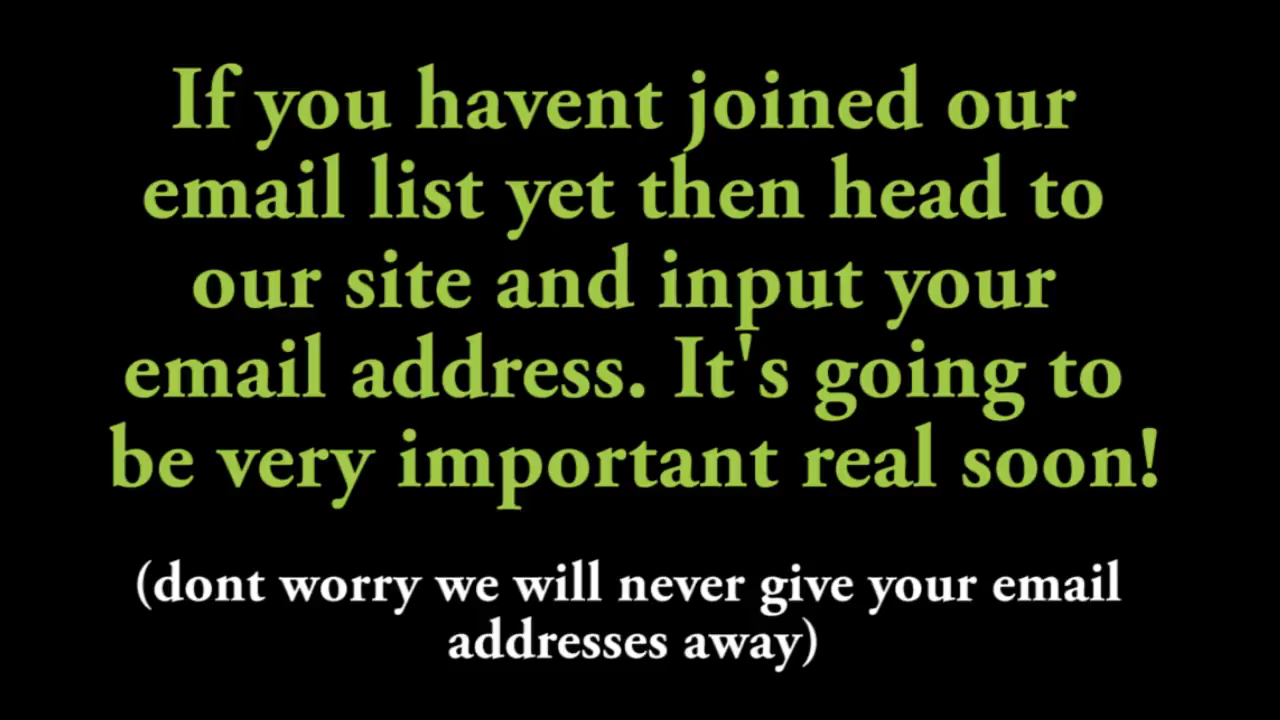 If you havent joined our
email list yet then head to
our site and input your
email address. It's going to
be very important real soon!
(dont worry we will never give your email
addresses away)